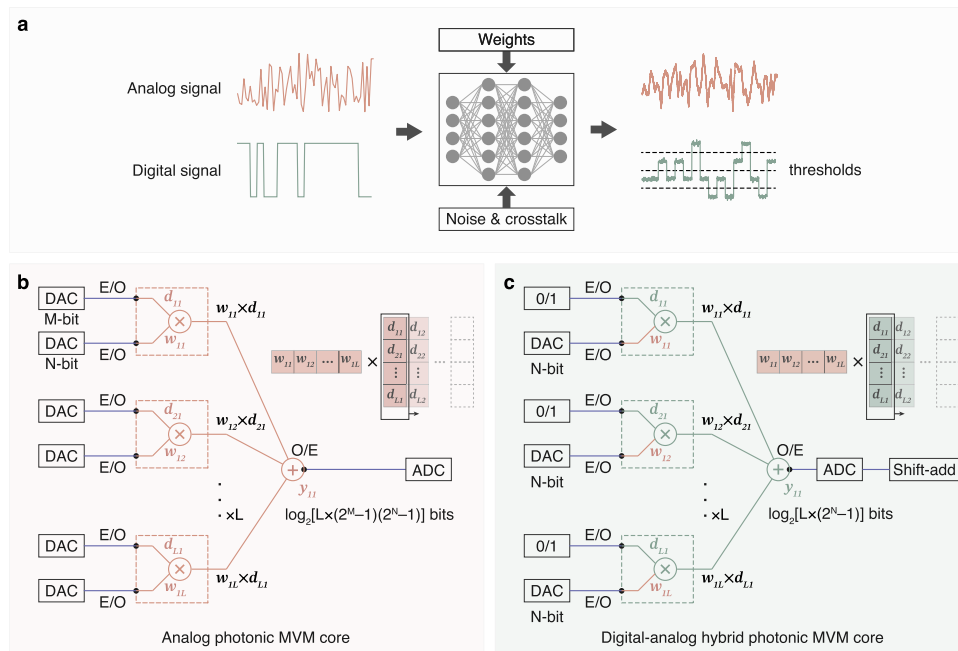 a
Weights
Analog signal
Digital signal
thresholds
Noise & crosstalk
b
E/O
DAC
M-bit
DAC
N-bit
E/O
d11
w11
w11×d11
w11 w12 ... w1L × d11 d12
d21 d22
⋮ ⋮
dL1 dL2
E/O
DAC
DAC
E/O
d21
w12
w12×d21
O/E
+
y11
ADC
log2[L×(2^M–1)(2^N–1)] bits
⋮ ×L
E/O
DAC
DAC
E/O
dL1
w1L
w1L×dL1
Analog photonic MVM core
c
E/O
0/1
DAC
N-bit
E/O
d11
w11
w11×d11
w11 w12 ... w1L × d11 d12
d21 d22
⋮ ⋮
dL1 dL2
E/O
0/1
DAC
N-bit
E/O
d21
w12
w12×d21
O/E
+
y11
ADC
Shift-add
log2[L×(2^N–1)] bits
⋮ ×L
E/O
0/1
DAC
N-bit
E/O
dL1
w1L
w1L×dL1
Digital-analog hybrid photonic MVM core